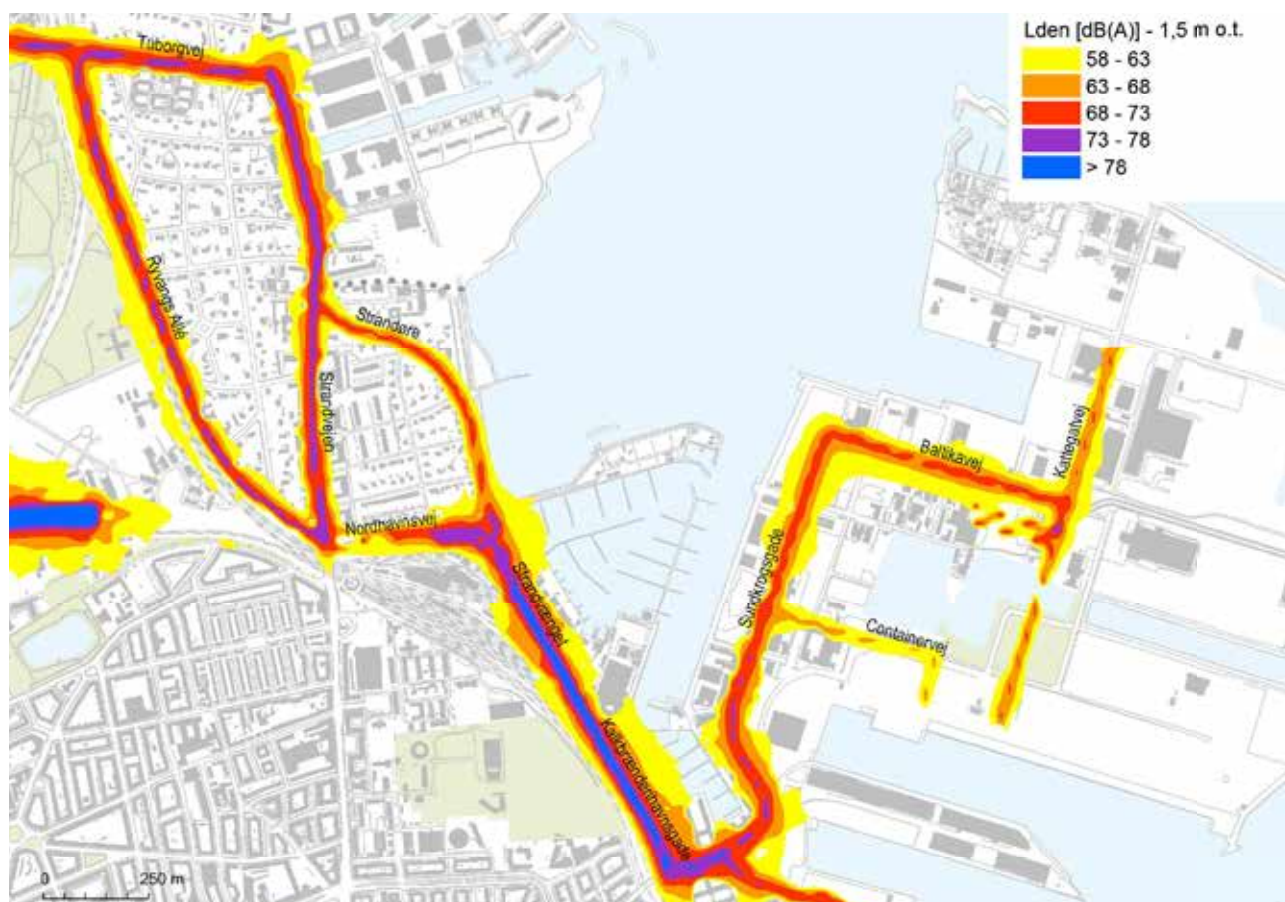 Lden [dB(A)] - 1,5 m o.t.
58 - 63
63 - 68
68 - 73
73 - 78
> 78
Tuborgvej
Ryvangs Allé
Strandøre
Strandvejen
Nordhavnsvej
Strandvænget
Kalkbrænderihavnsgade
Sundkrogsgade
Baltikavej
Kattegatvej
Containervej
0 250 m